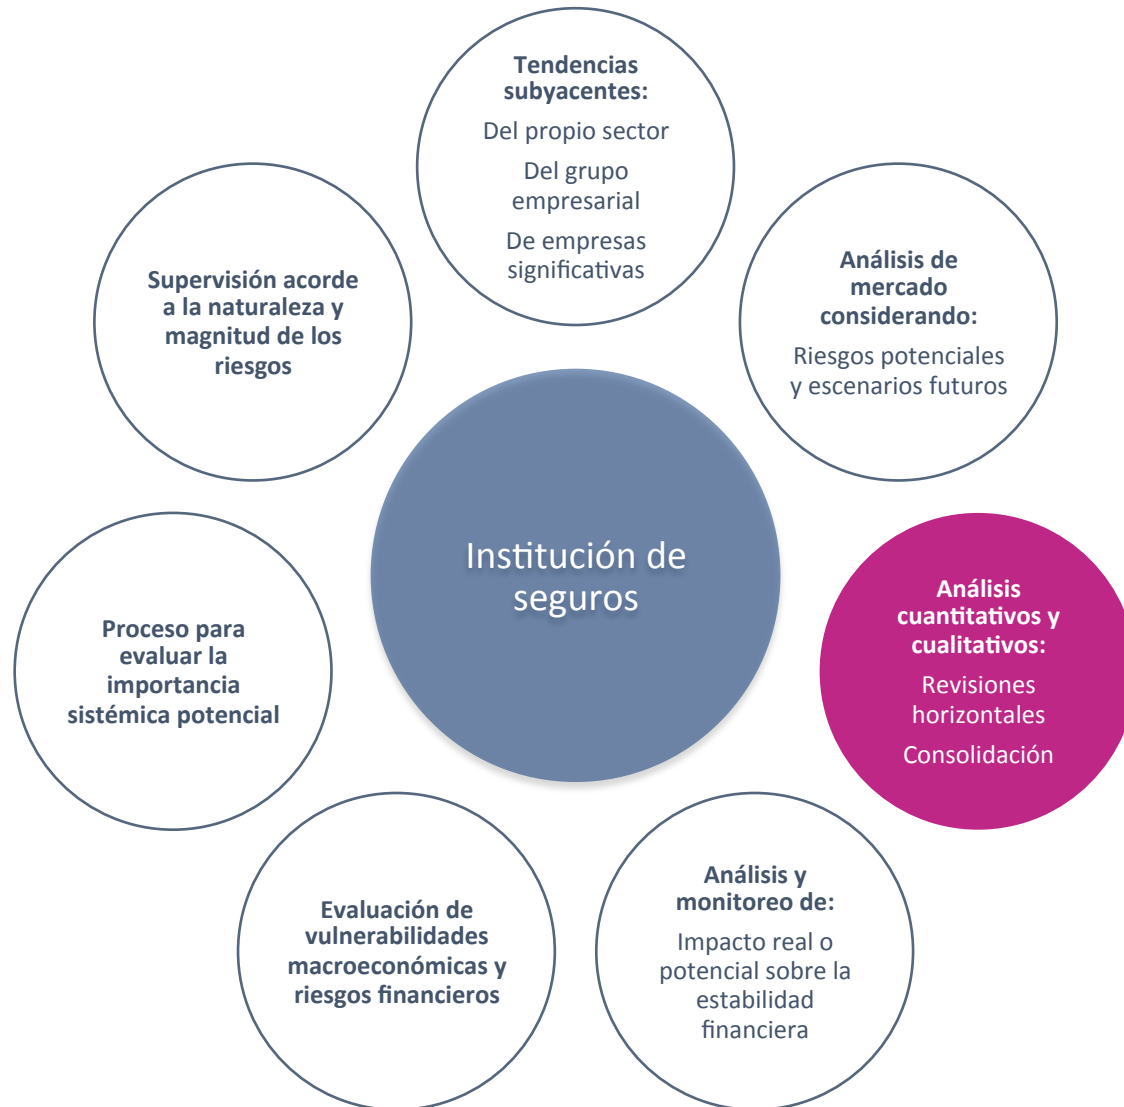 Tendencias
subyacentes:
Del propio sector
Del grupo
empresarial
De empresas
significativas
Análisis de
mercado
considerando:
Riesgos potenciales
y escenarios futuros
Análisis
cuantitativos y
cualitativos:
Revisiones
horizontales
Consolidación
Análisis y
monitoreo de:
Impacto real o
potencial sobre la
estabilidad
financiera
Evaluación de
vulnerabilidades
macroeconómicas y
riesgos financieros
Proceso para
evaluar la
importancia
sistémica potencial
Supervisión acorde
a la naturaleza y
magnitud de los
riesgos
Institución de
seguros